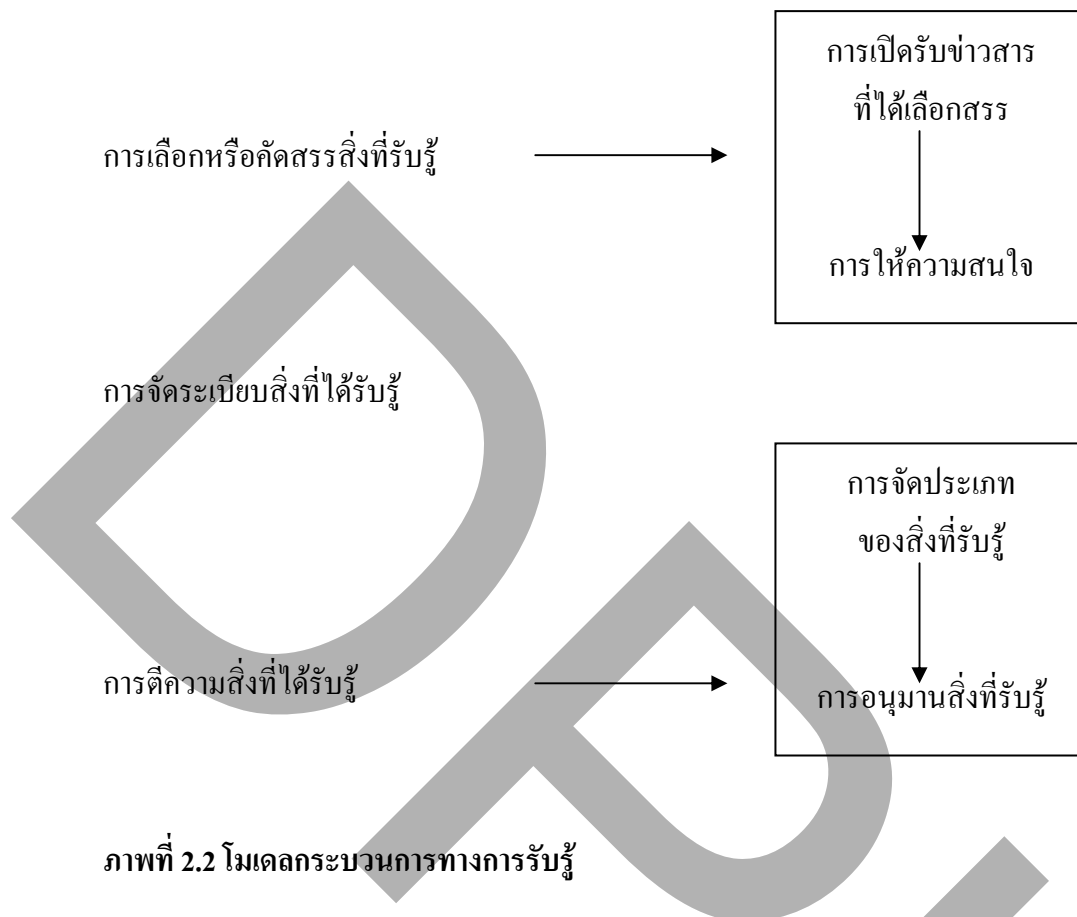 การเปิดรับข่าวสาร
ที่ได้เลือกสรร
การเลือกหรือคัดสรรสิ่งที่รับรู้
การให้ความสนใจ
การจัดระเบียบสิ่งที่ได้รับรู้
การจัดประเภท
ของสิ่งที่รับรู้
การตีความสิ่งที่ได้รับรู้
การอนุมานสิ่งที่รับรู้
ภาพที่ 2.2 โมเดลกระบวนการทางการรับรู้